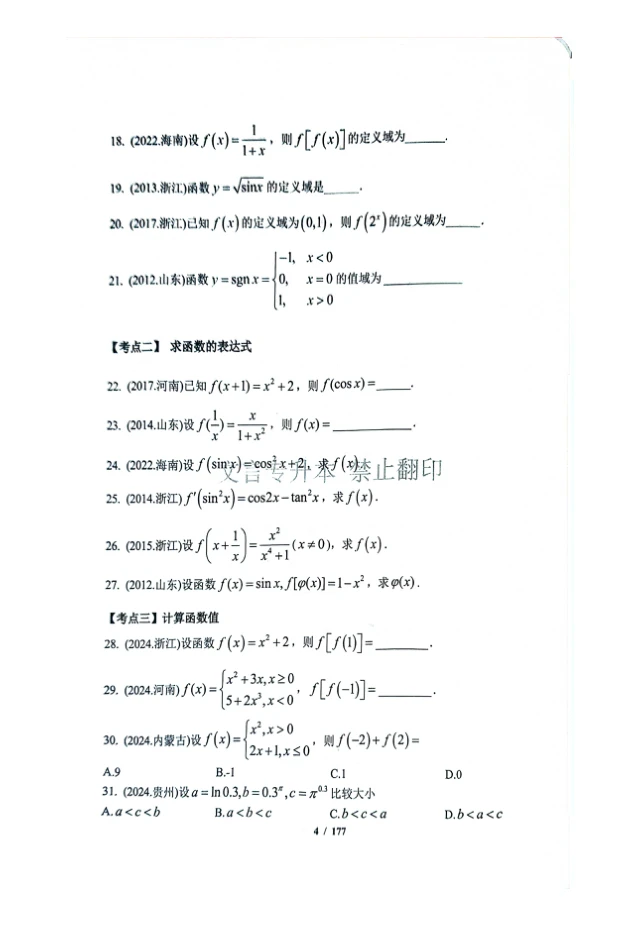 18. (2022.海南)设 f(x)=1/(1+x)，则 f[f(x)]的定义域为______.
19. (2013.浙江)函数 y=√sinx 的定义域是______.
20. (2017.浙江)已知 f(x)的定义域为(0,1)，则 f(2^x)的定义域为______.
21. (2012.山东)函数 y=sgn x={-1, x<0; 0, x=0; 1, x>0 的值域为______
【考点二】 求函数的表达式
22. (2017.河南)已知 f(x+1)=x²+2，则 f(cosx)=______.
23. (2014.山东)设 f(1/x)=x/(1+x²)，则 f(x)=______.
24. (2022.海南)设 f(sinx)=cos²x+2，求 f(x)
文言专升本 禁止翻印
25. (2014.浙江) f′(sin²x)=cos2x−tan²x，求 f(x).
26. (2015.浙江)设 f(x+1/x)=x²/(x⁴+1)(x≠0)，求 f(x).
27. (2012.山东)设函数 f(x)=sin x, f[φ(x)]=1−x²，求φ(x).
【考点三】计算函数值
28. (2024.浙江)设函数 f(x)=x²+2，则 f[f(1)]=______.
29. (2024.河南) f(x)={x²+3x, x≥0; 5+2x³, x<0，f[f(−1)]=______.
30. (2024.内蒙古)设 f(x)={x², x>0; 2x+1, x≤0，则 f(−2)+f(2)=
A.9 B.-1 C.1 D.0
31. (2024.贵州)设 a=ln0.3, b=0.3^π, c=π^0.3 比较大小
A. a<c<b B. a<b<c C. b<c<a D. b<a<c
4 / 177